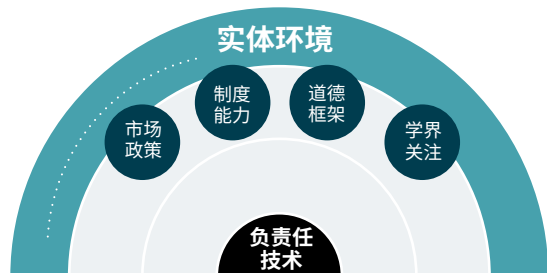 实体环境
市场
政策
制度
能力
道德
框架
学界
关注
负责任
技术